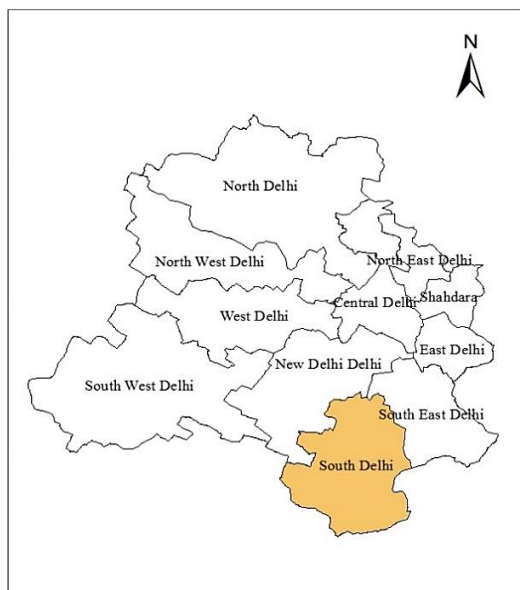 N
North Delhi
North East Delhi
North West Delhi
Shahdara
Central Delhi
West Delhi
East Delhi
New Delhi Delhi
South West Delhi
South East Delhi
South Delhi